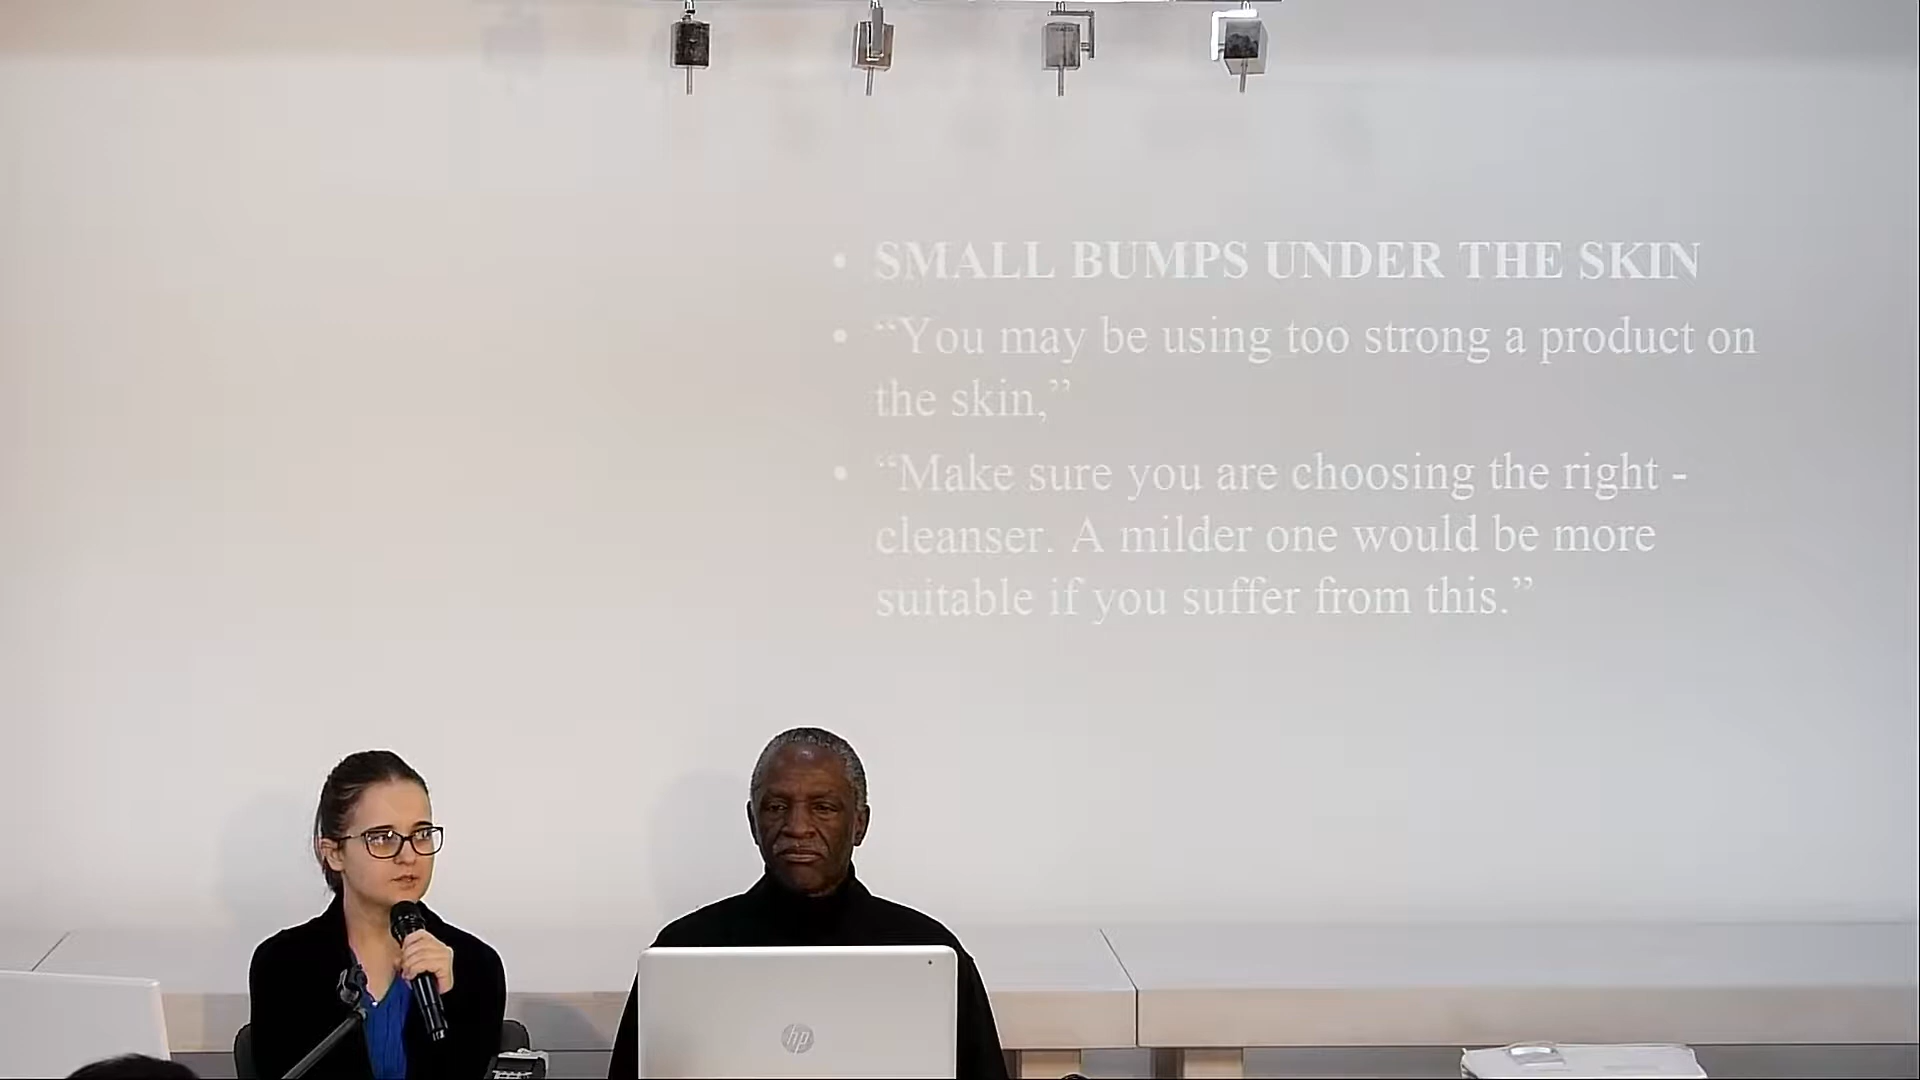 • SMALL BUMPS UNDER THE SKIN
• “You may be using too strong a product on
the skin,”
• “Make sure you are choosing the right -
cleanser. A milder one would be more
suitable if you suffer from this.”
hp